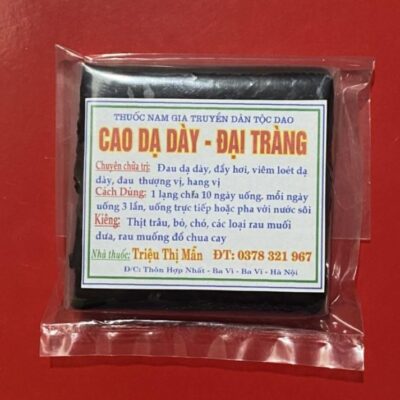 THUỐC NAM GIA TRUYỀN DÂN TỘC DAO
CAO DẠ DÀY - ĐẠI TRÀNG
Chuyên chữa trị: Đau dạ dày, đầy hơi, viêm loét dạ
dày, đau thượng vị, hang vị
Cách Dùng: 1 lạng chia 10 ngày uống. mỗi ngày
uống 3 lần, uống trực tiếp hoặc pha với nước sôi
Kiêng: Thịt trâu, bò, chó, các loại rau muối
dưa, rau muống đồ chua cay
Nhà thuốc: Triệu Thị Mẩn ĐT: 0378 321 967
Đ/C: Thôn Hợp Nhất - Ba Vì - Ba Vì - Hà Nội